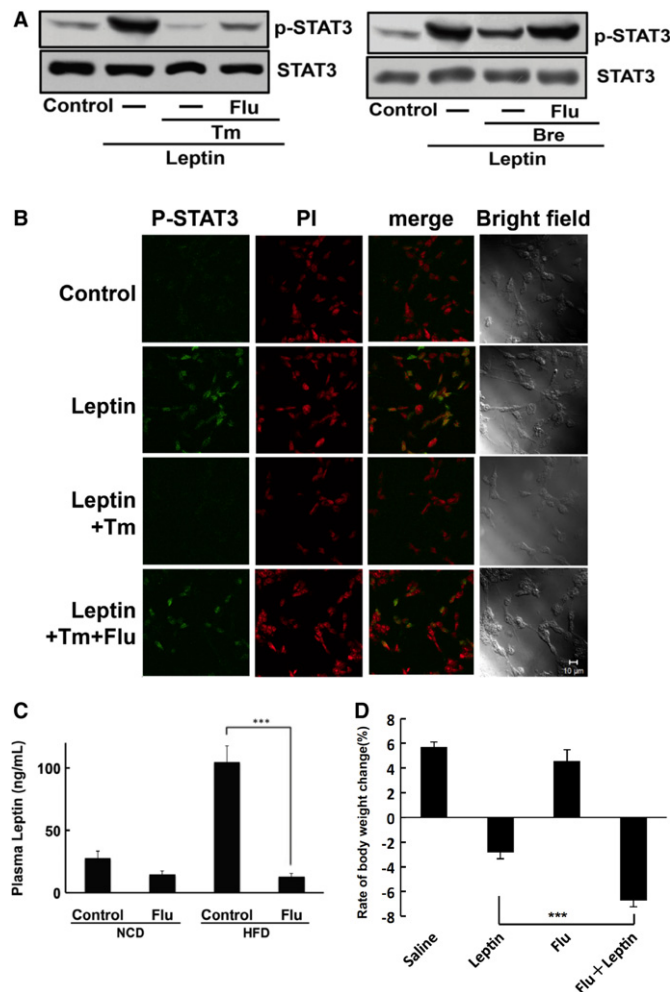 A
p-STAT3
STAT3
Control — — Flu
Tm
Leptin
p-STAT3
STAT3
Control — — Flu
Bre
Leptin
B
P-STAT3 PI merge Bright field
Control
Leptin
Leptin
+Tm
Leptin
+Tm+Flu
10 µm
C
Plasma Leptin (ng/mL)
100
50
0
***
Control Flu Control Flu
NCD HFD
D
Rate of body weight change(%)
8
6
4
2
0
-2
-4
-6
-8
***
Saline
Leptin
Flu
Flu+Leptin